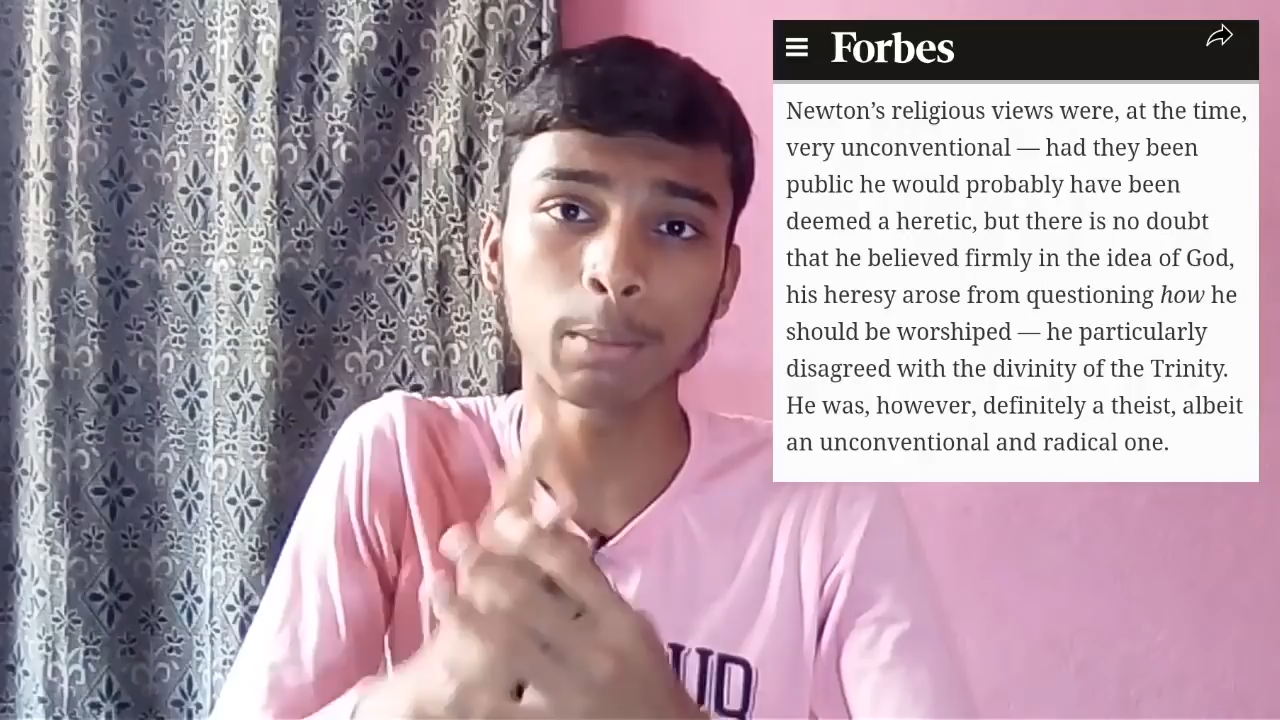 Forbes
Newton’s religious views were, at the time,
very unconventional — had they been
public he would probably have been
deemed a heretic, but there is no doubt
that he believed firmly in the idea of God,
his heresy arose from questioning how he
should be worshiped — he particularly
disagreed with the divinity of the Trinity.
He was, however, definitely a theist, albeit
an unconventional and radical one.